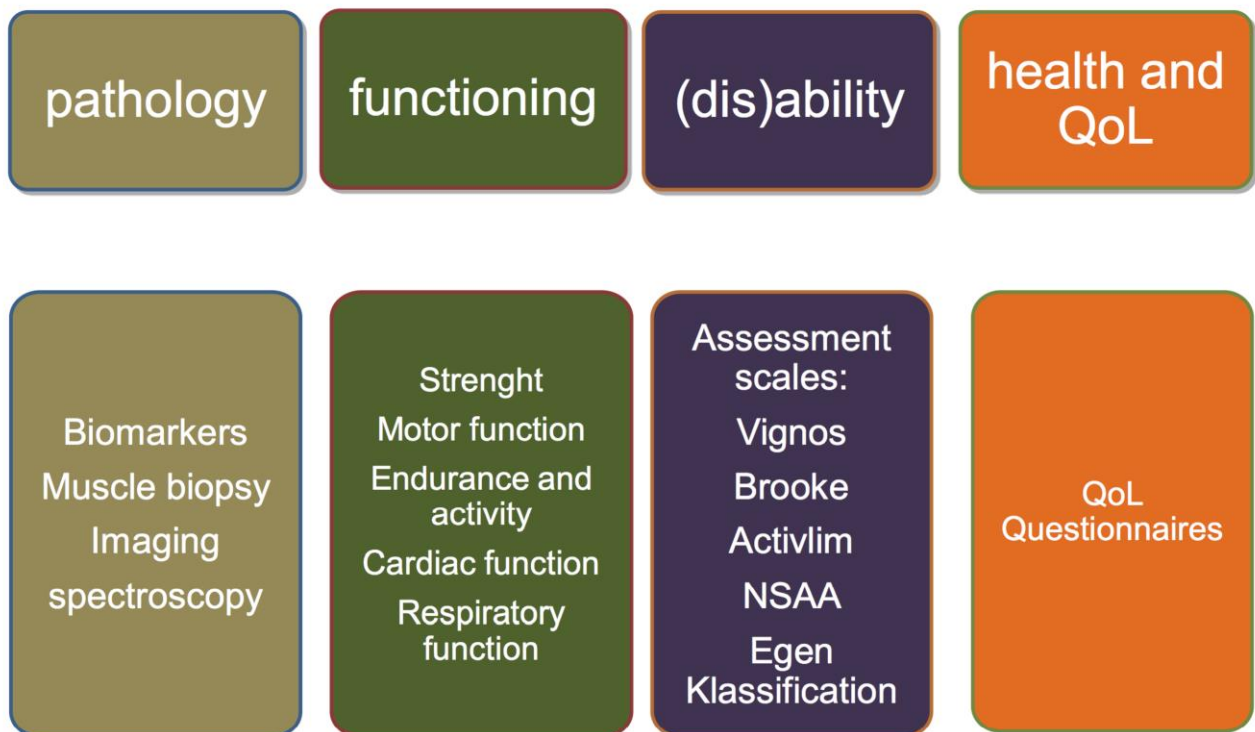 pathology
functioning
(dis)ability
health and
QoL
Biomarkers
Muscle biopsy
Imaging
spectroscopy
Strenght
Motor function
Endurance and
activity
Cardiac function
Respiratory
function
Assessment
scales:
Vignos
Brooke
Activlim
NSAA
Egen
Klassification
QoL
Questionnaires